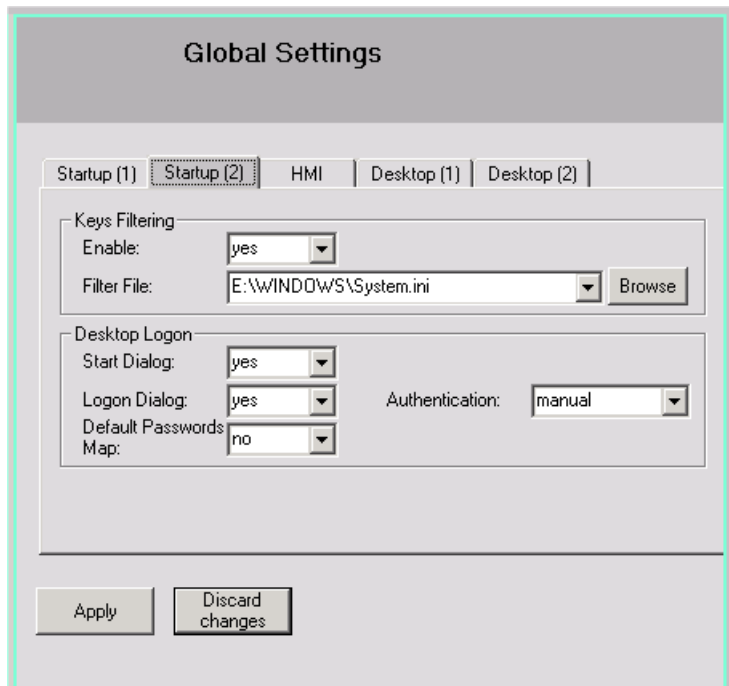 Global Settings
Startup (1) Startup (2) HMI Desktop (1) Desktop (2)
Keys Filtering
Enable: yes
Filter File: E:\WINDOWS\System.ini Browse
Desktop Logon
Start Dialog: yes
Logon Dialog: yes Authentication: manual
Default Passwords
Map: no
Apply
Discard
changes